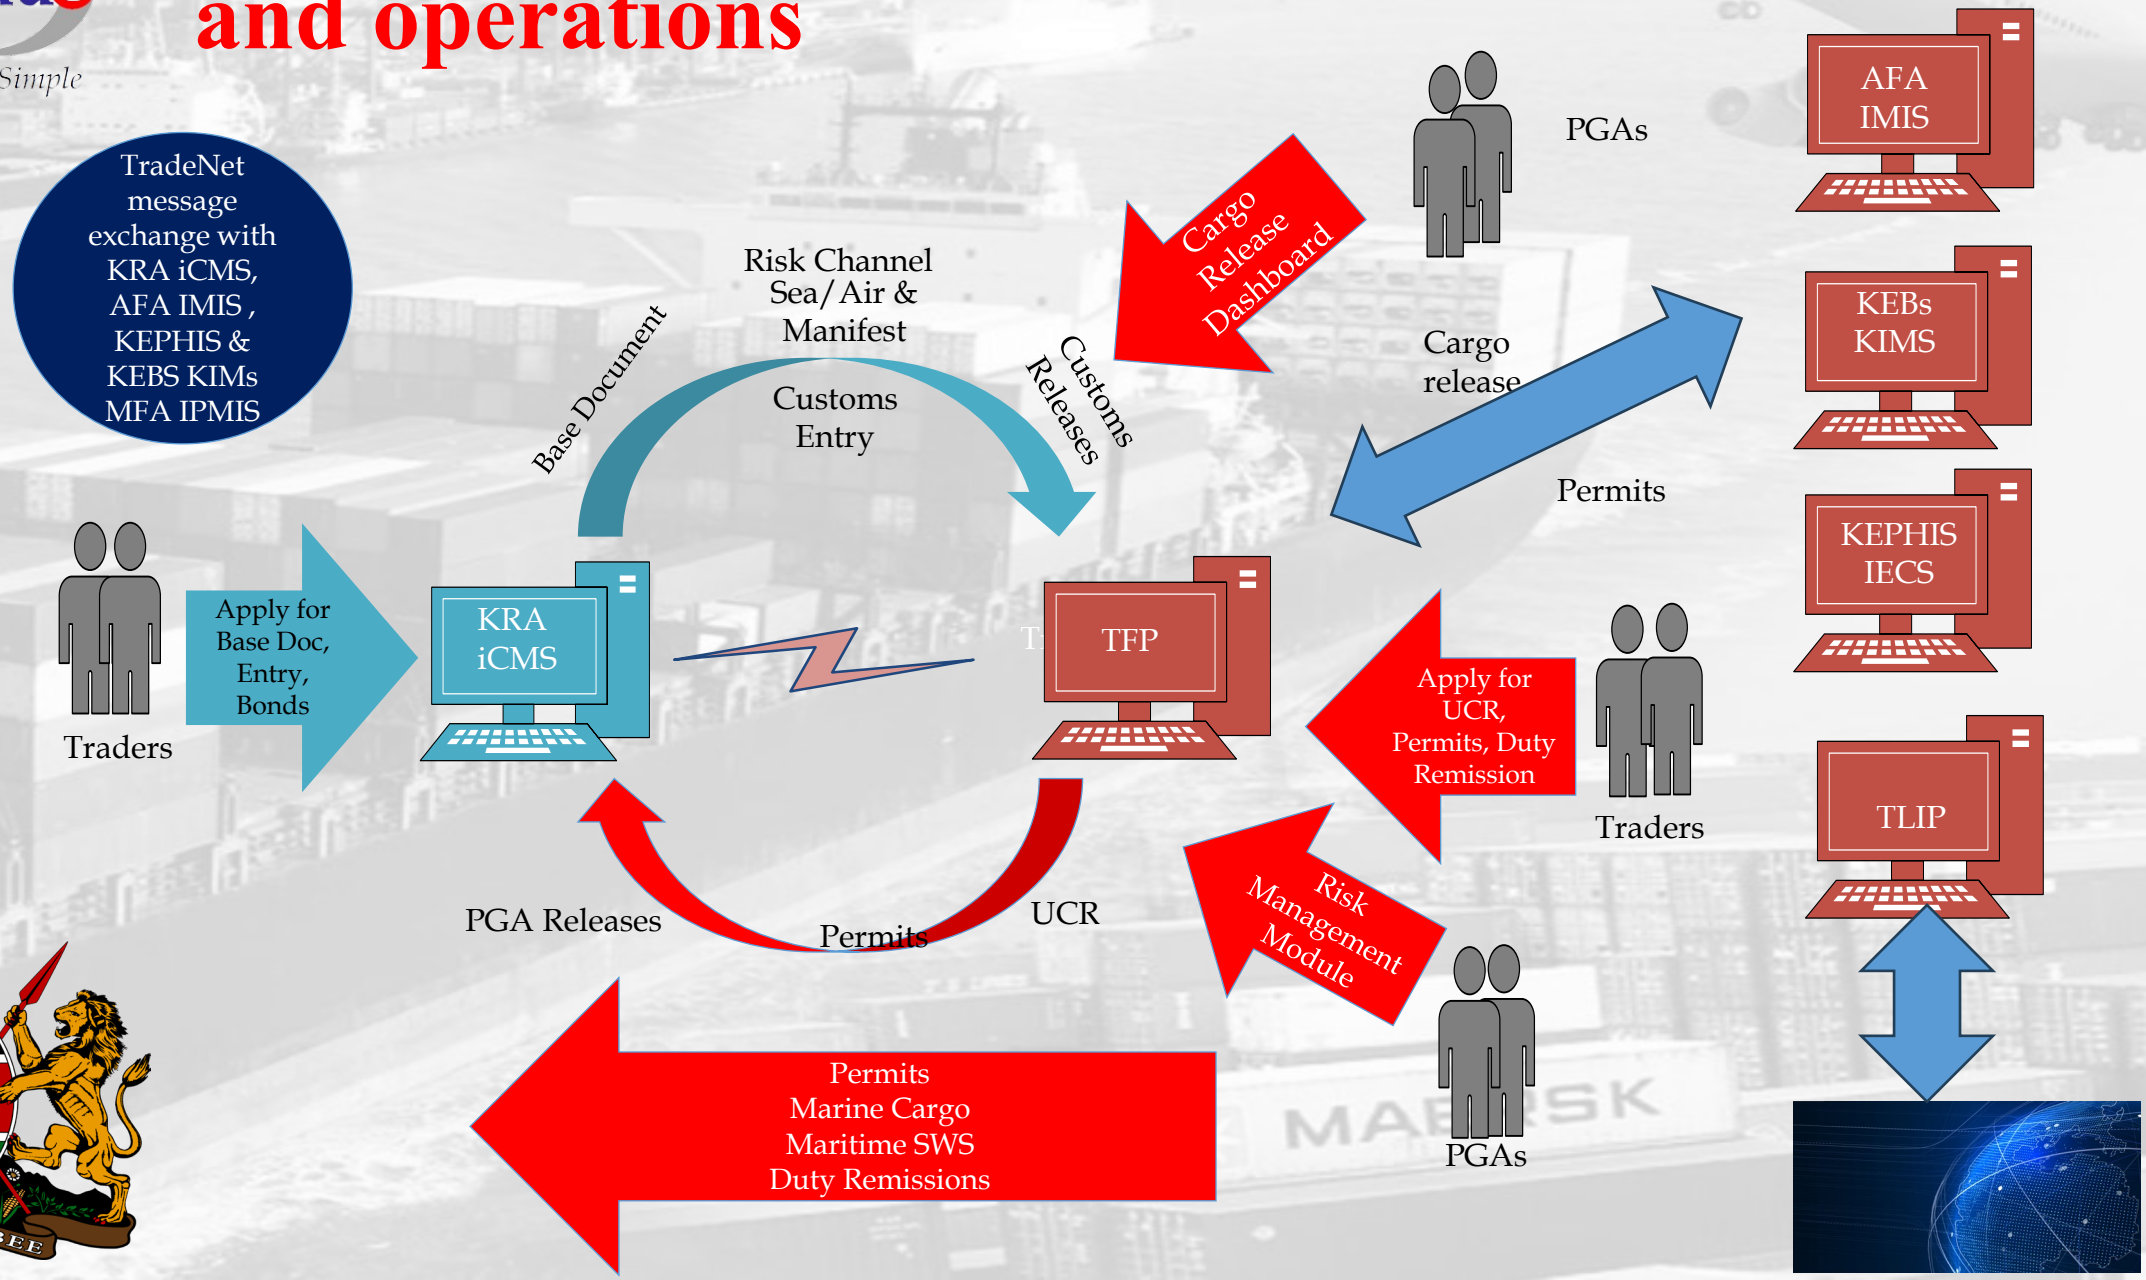 and operations
Simple
TradeNet
message
exchange with
KRA iCMS,
AFA IMIS ,
KEPHIS &
KEBS KIMs
MFA IPMIS
Base Document
Risk Channel
Sea/Air &
Manifest
Customs
Entry
Customs
Releases
Cargo
Release
Dashboard
PGAs
AFA
IMIS
Cargo
release
KEBs
KIMS
Permits
KEPHIS
IECS
Traders
Apply for
Base Doc,
Entry,
Bonds
KRA
iCMS
TFP
Apply for
UCR,
Permits, Duty
Remission
Traders
TLIP
PGA Releases
Permits
UCR
Risk
Management
Module
PGAs
Permits
Marine Cargo
Maritime SWS
Duty Remissions
MAERSK